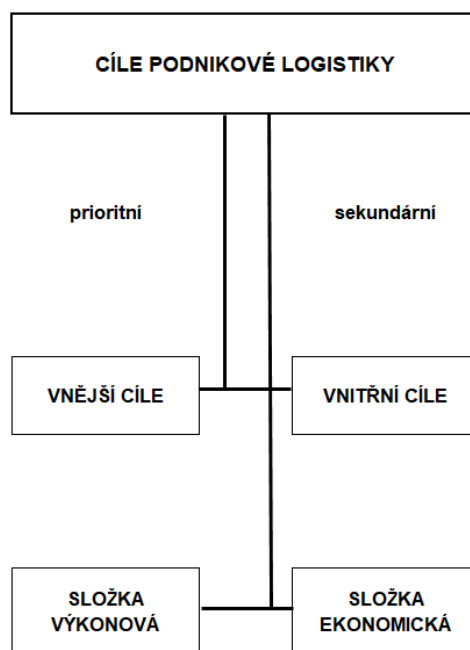 CÍLE PODNIKOVÉ LOGISTIKY
prioritní
sekundární
VNĚJŠÍ CÍLE
VNITŘNÍ CÍLE
SLOŽKA
VÝKONOVÁ
SLOŽKA
EKONOMICKÁ